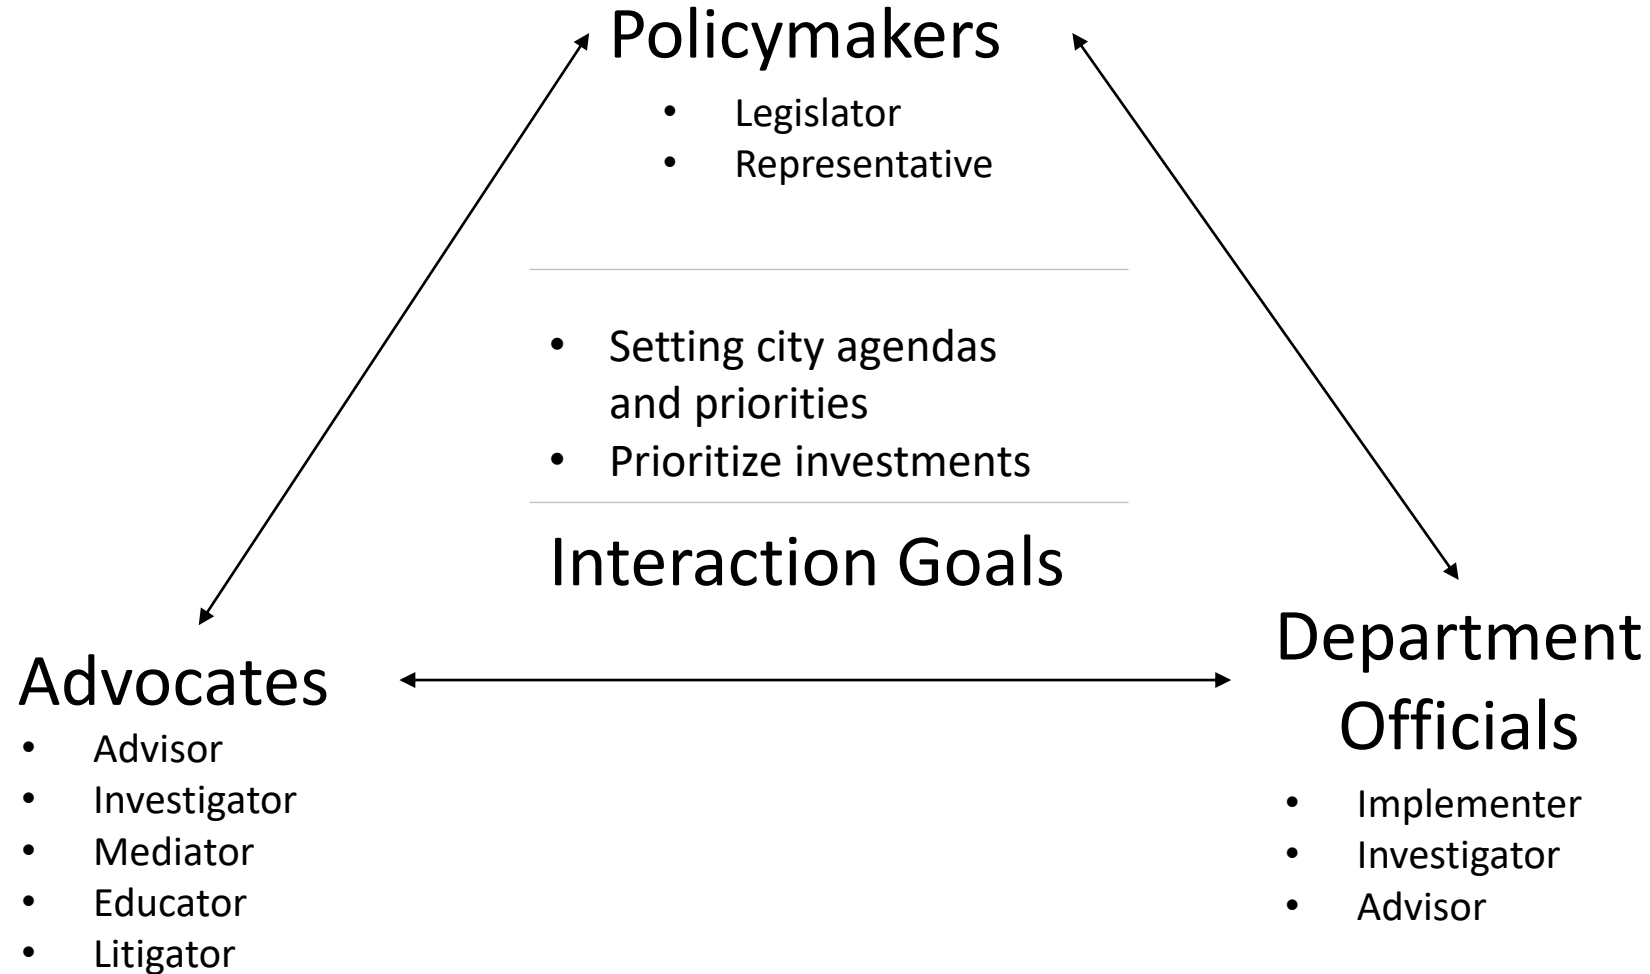 Policymakers
• Legislator
• Representative
• Setting city agendas
and priorities
• Prioritize investments
Interaction Goals
Advocates
• Advisor
• Investigator
• Mediator
• Educator
• Litigator
Department
Officials
• Implementer
• Investigator
• Advisor